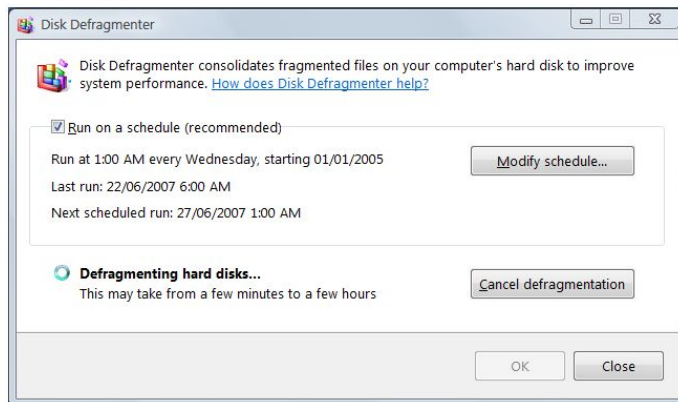 Disk Defragmenter
Disk Defragmenter consolidates fragmented files on your computer's hard disk to improve
system performance. How does Disk Defragmenter help?
Run on a schedule (recommended)
Run at 1:00 AM every Wednesday, starting 01/01/2005
Modify schedule...
Last run: 22/06/2007 6:00 AM
Next scheduled run: 27/06/2007 1:00 AM
Defragmenting hard disks...
This may take from a few minutes to a few hours
Cancel defragmentation
OK
Close